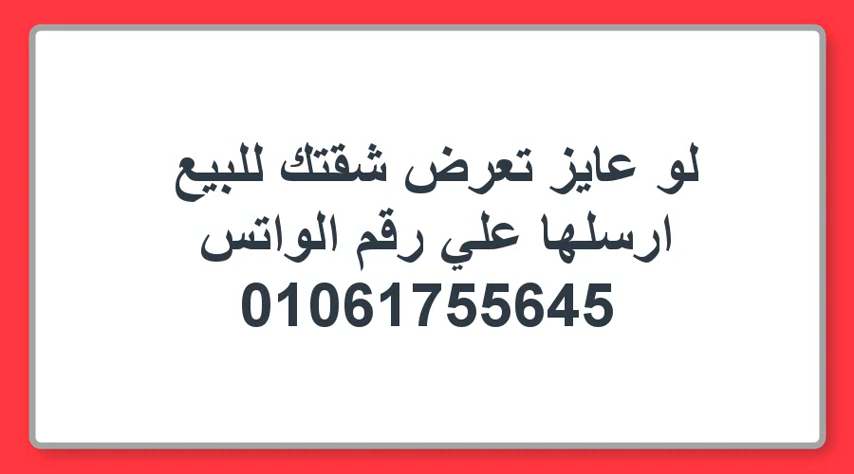 لو عايز تعرض شقتك للبيع
ارسلها علي رقم الواتس
01061755645